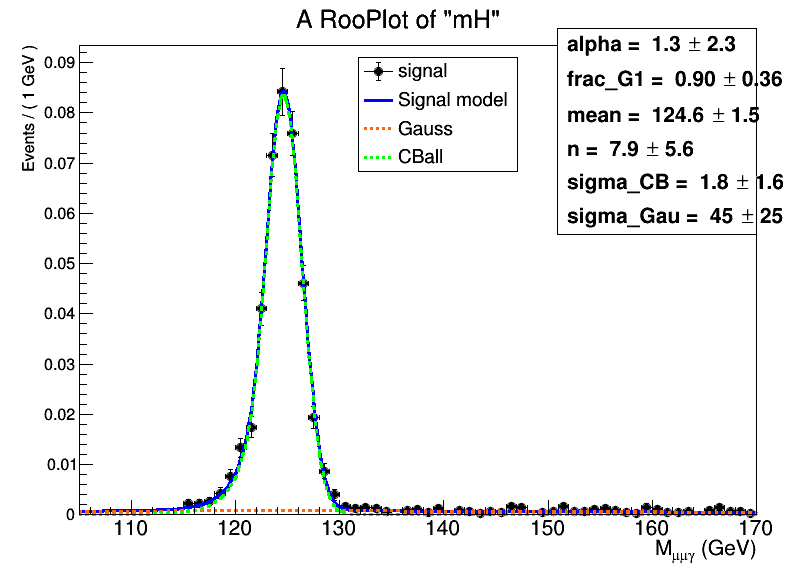 A RooPlot of "mH"
alpha = 1.3 ± 2.3
frac_G1 = 0.90 ± 0.36
mean = 124.6 ± 1.5
n = 7.9 ± 5.6
sigma_CB = 1.8 ± 1.6
sigma_Gau = 45 ± 25
signal
Signal model
Gauss
CBall
Events / ( 1 GeV )
0.09
0.08
0.07
0.06
0.05
0.04
0.03
0.02
0.01
0
110 120 130 140 150 160 170
M_μμγ (GeV)